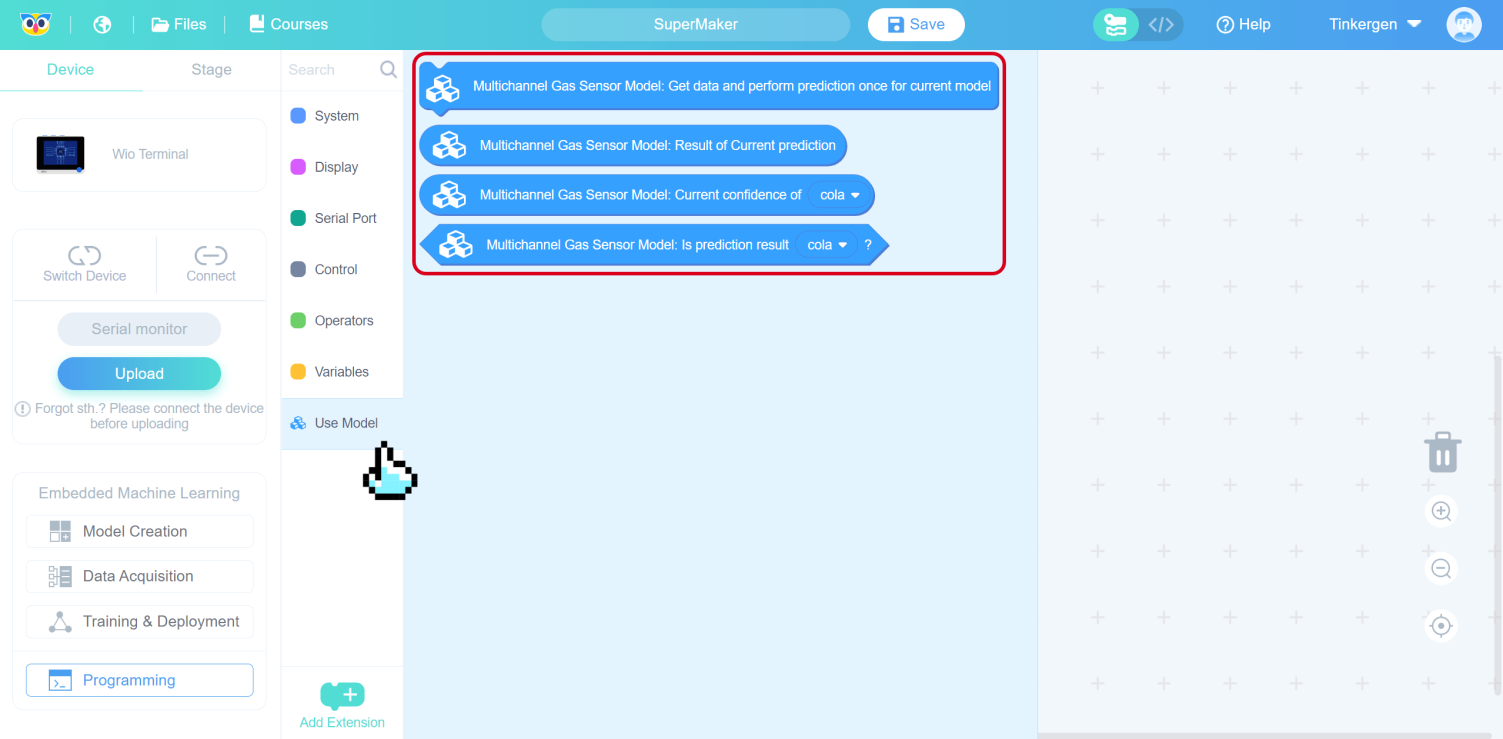 Files
Courses
SuperMaker
Save
</>
Help
Tinkergen
Device
Stage
Search
Wio Terminal
Switch Device
Connect
Serial monitor
Upload
Forgot sth.? Please connect the device
before uploading
Embedded Machine Learning
Model Creation
Data Acquisition
Training & Deployment
Programming
System
Display
Serial Port
Control
Operators
Variables
Use Model
Add Extension
Multichannel Gas Sensor Model: Get data and perform prediction once for current model
Multichannel Gas Sensor Model: Result of Current prediction
Multichannel Gas Sensor Model: Current confidence of cola
Multichannel Gas Sensor Model: Is prediction result cola ?